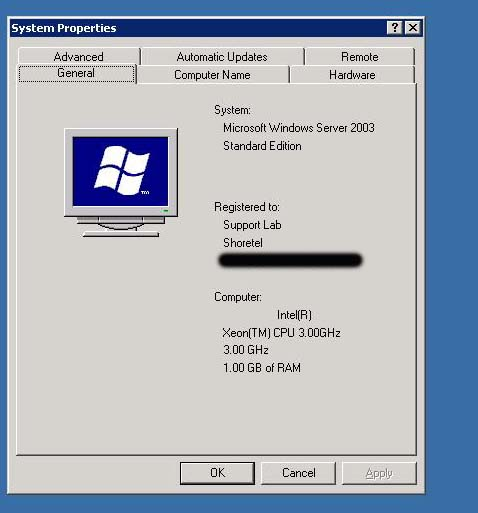 System Properties
Advanced Automatic Updates Remote
General Computer Name Hardware
System:
Microsoft Windows Server 2003
Standard Edition
TM
Registered to:
Support Lab
Shoretel
Computer:
Intel(R)
Xeon(TM) CPU 3.00GHz
3.00 GHz
1.00 GB of RAM
OK Cancel Apply